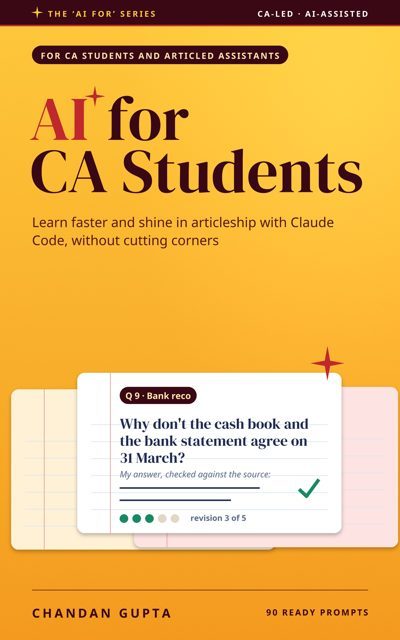 THE 'AI FOR' SERIES
CA-LED · AI-ASSISTED
FOR CA STUDENTS AND ARTICLED ASSISTANTS
AI for
CA Students
Learn faster and shine in articleship with Claude
Code, without cutting corners
Q 9 · Bank reco
Why don't the cash book and
the bank statement agree on
31 March?
My answer, checked against the source:
revision 3 of 5
CHANDAN GUPTA
90 READY PROMPTS